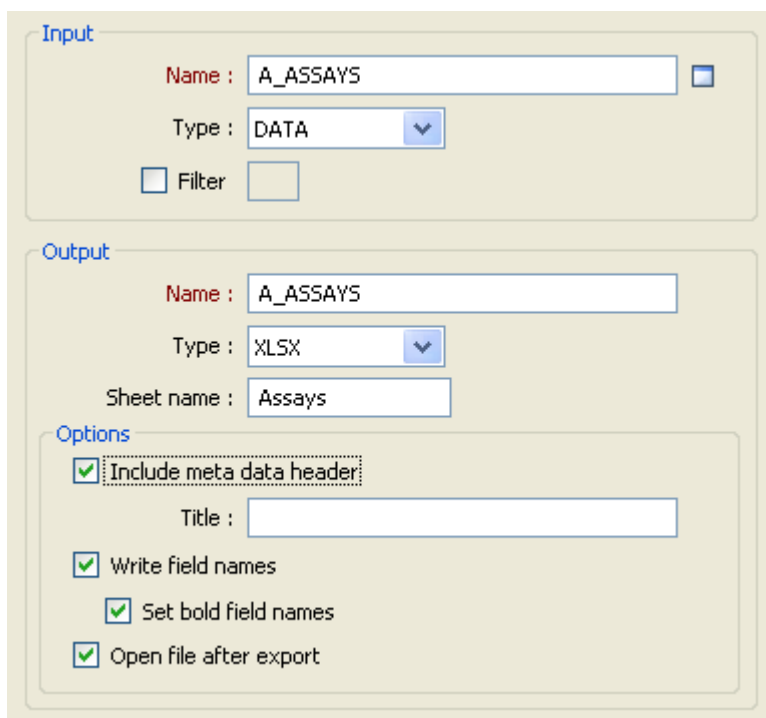 Input
Name : A_ASSAYS
Type : DATA
Filter
Output
Name : A_ASSAYS
Type : XLSX
Sheet name : Assays
Options
Include meta data header
Title :
Write field names
Set bold field names
Open file after export